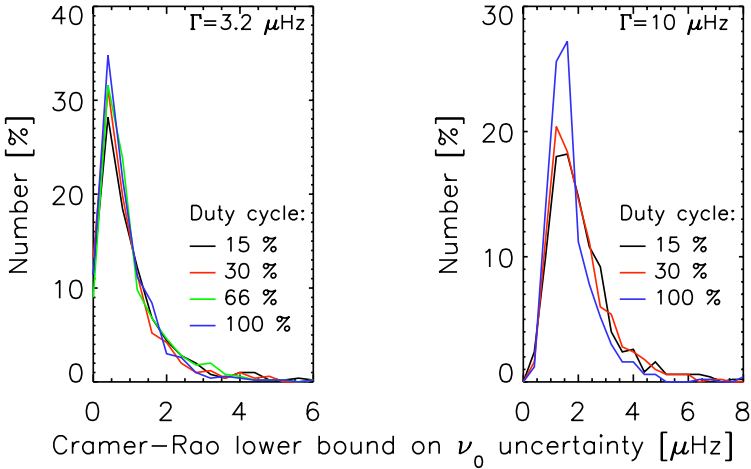 Γ=3.2 μHz
Number [%]
40
30
20
10
0
Duty cycle:
15 %
30 %
66 %
100 %
0 2 4 6
Γ=10 μHz
Number [%]
30
20
10
0
Duty cycle:
15 %
30 %
100 %
0 2 4 6 8
Cramer–Rao lower bound on ν₀ uncertainty [μHz]